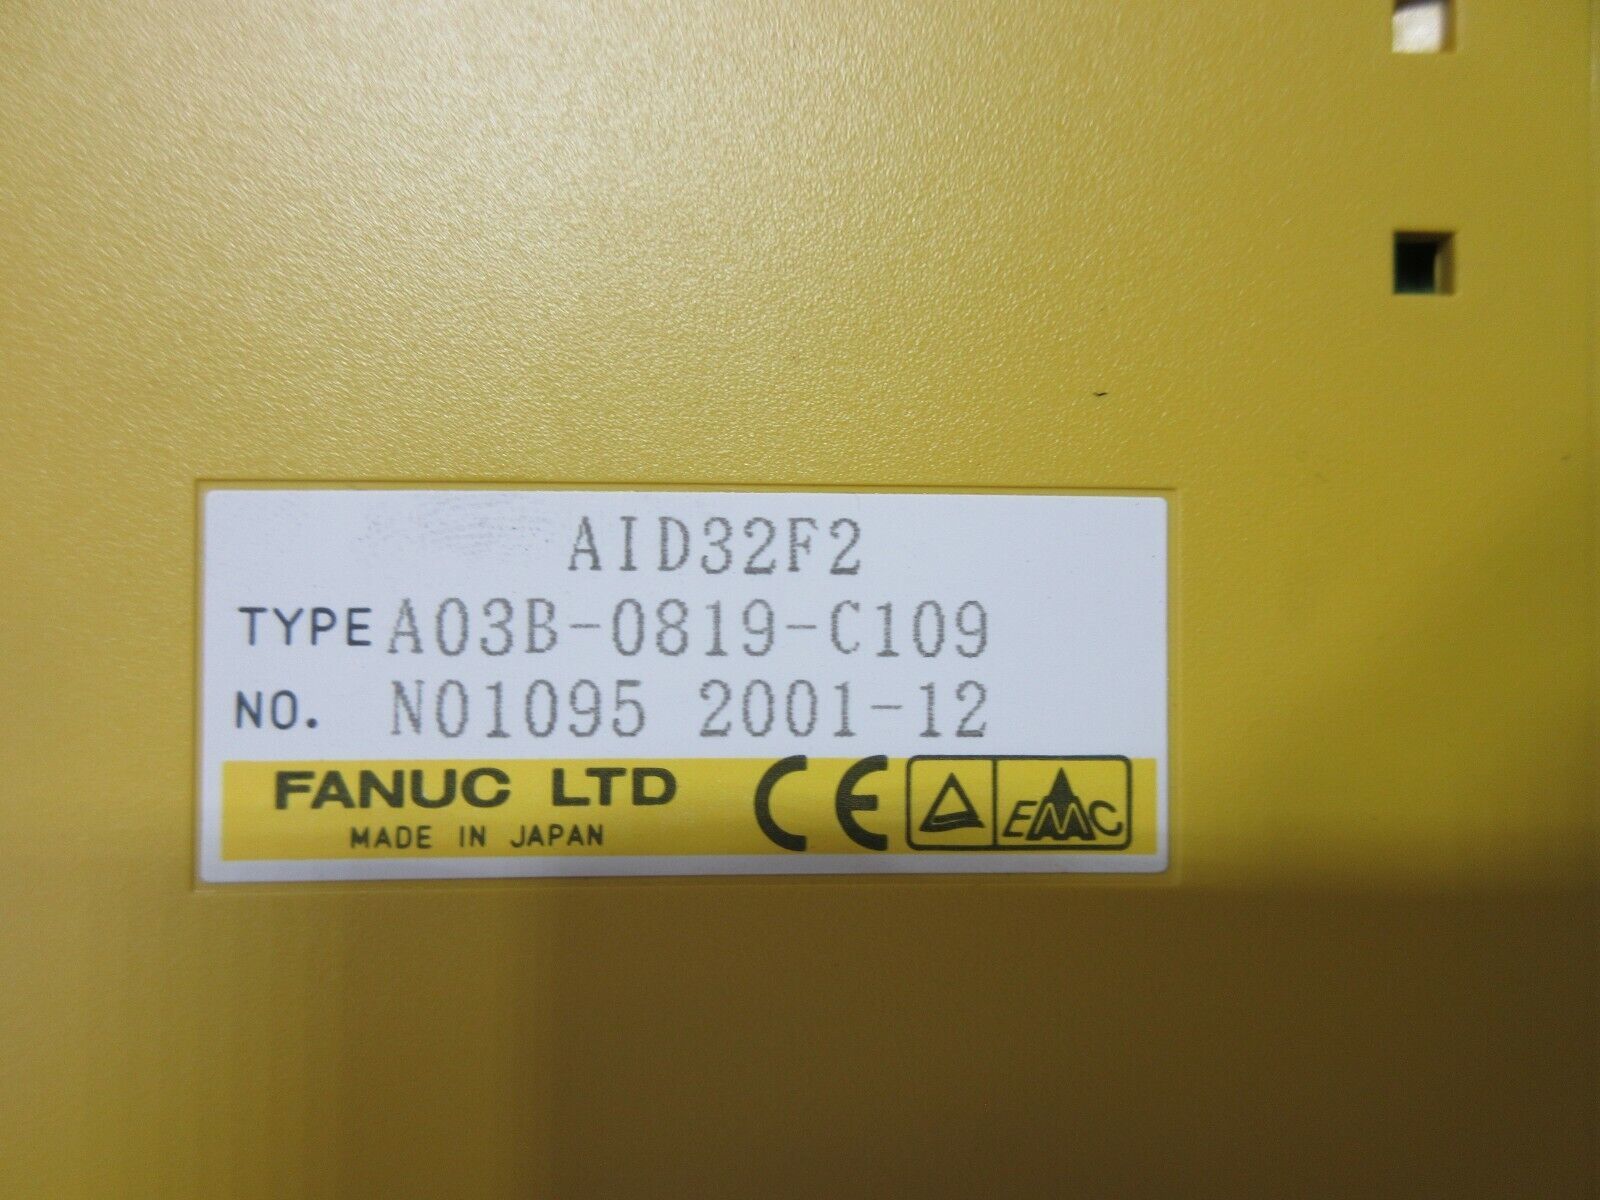 AID32F2
TYPE A03B-0819-C109
NO. N01095 2001-12
FANUC LTD CE EMC
MADE IN JAPAN